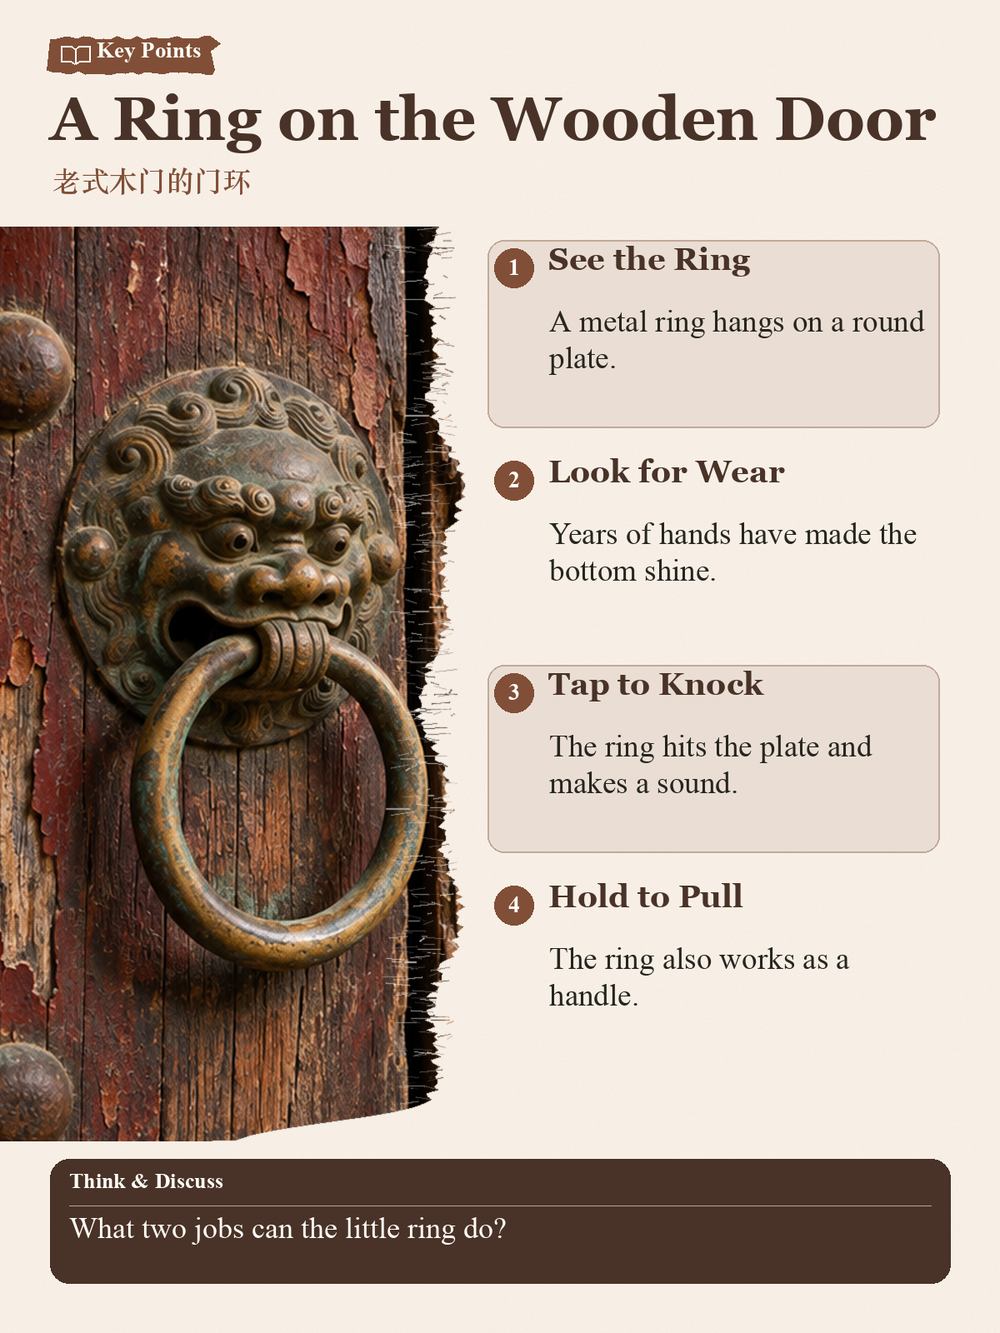 Key Points
A Ring on the Wooden Door
老式木门的门环
1 See the Ring
A metal ring hangs on a round
plate.
2 Look for Wear
Years of hands have made the
bottom shine.
3 Tap to Knock
The ring hits the plate and
makes a sound.
4 Hold to Pull
The ring also works as a
handle.
Think & Discuss
What two jobs can the little ring do?